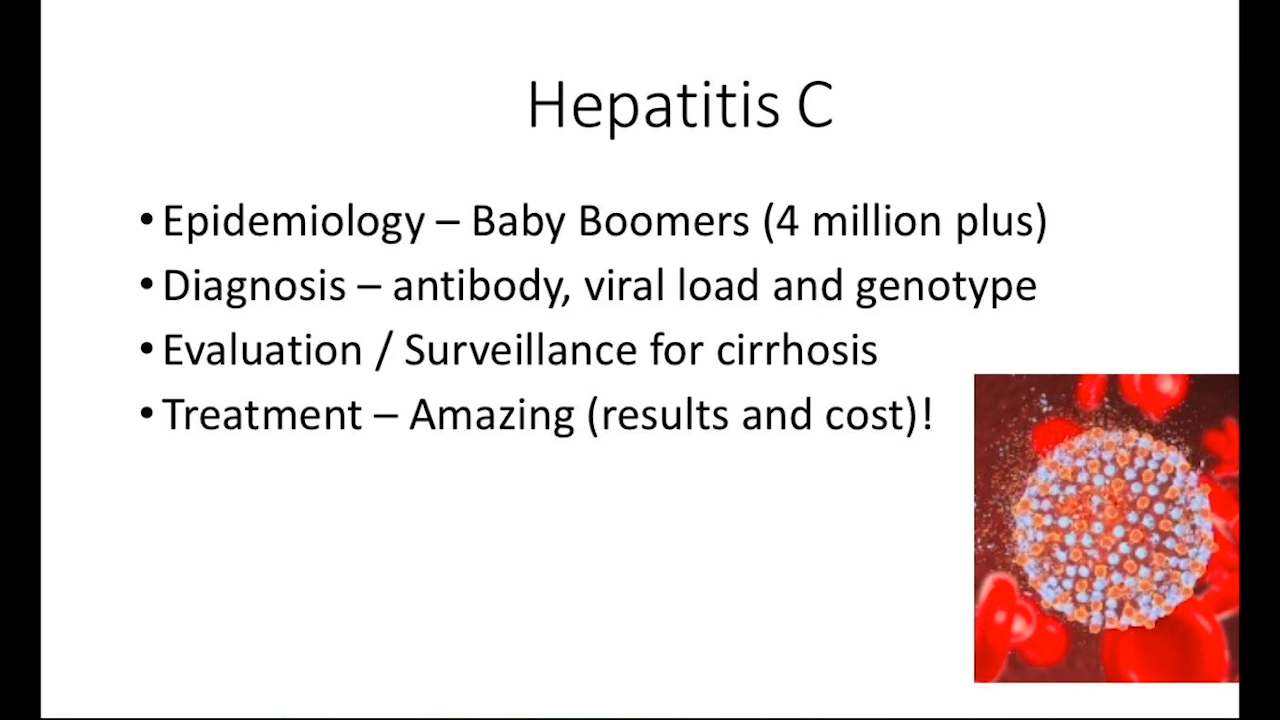 Hepatitis C
•Epidemiology – Baby Boomers (4 million plus)
•Diagnosis – antibody, viral load and genotype
•Evaluation / Surveillance for cirrhosis
•Treatment – Amazing (results and cost)!